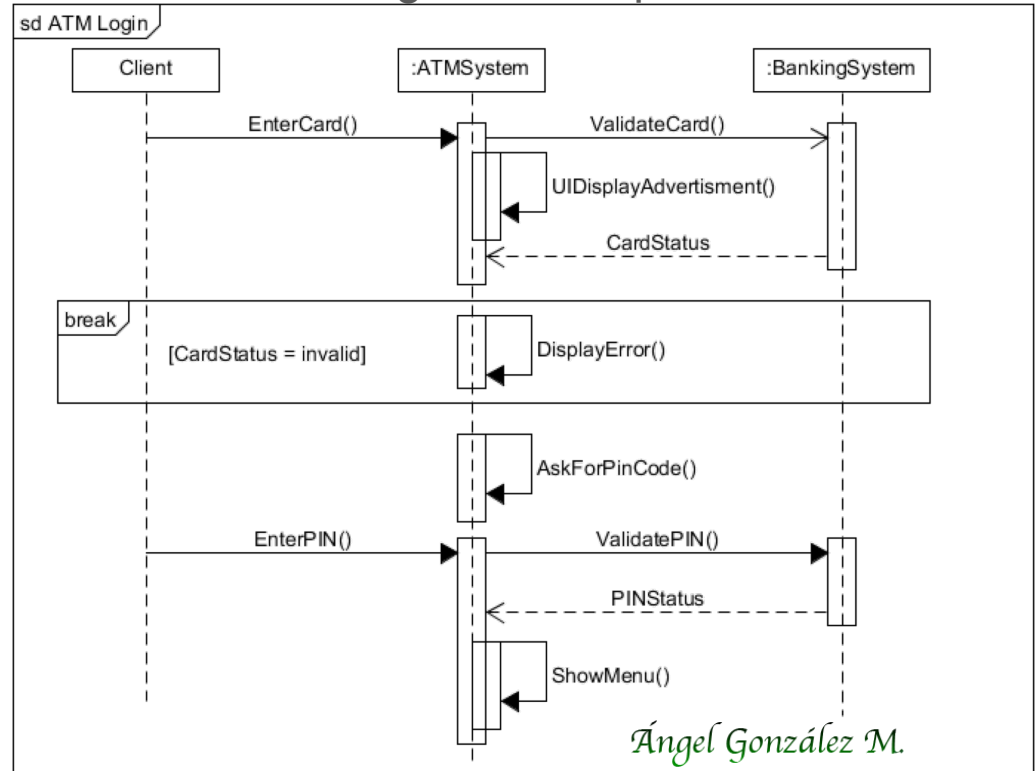 sd ATM Login
Client
:ATMSystem
:BankingSystem
EnterCard()
ValidateCard()
UIDisplayAdvertisment()
CardStatus
break
[CardStatus = invalid]
DisplayError()
AskForPinCode()
EnterPIN()
ValidatePIN()
PINStatus
ShowMenu()
Ángel González M.